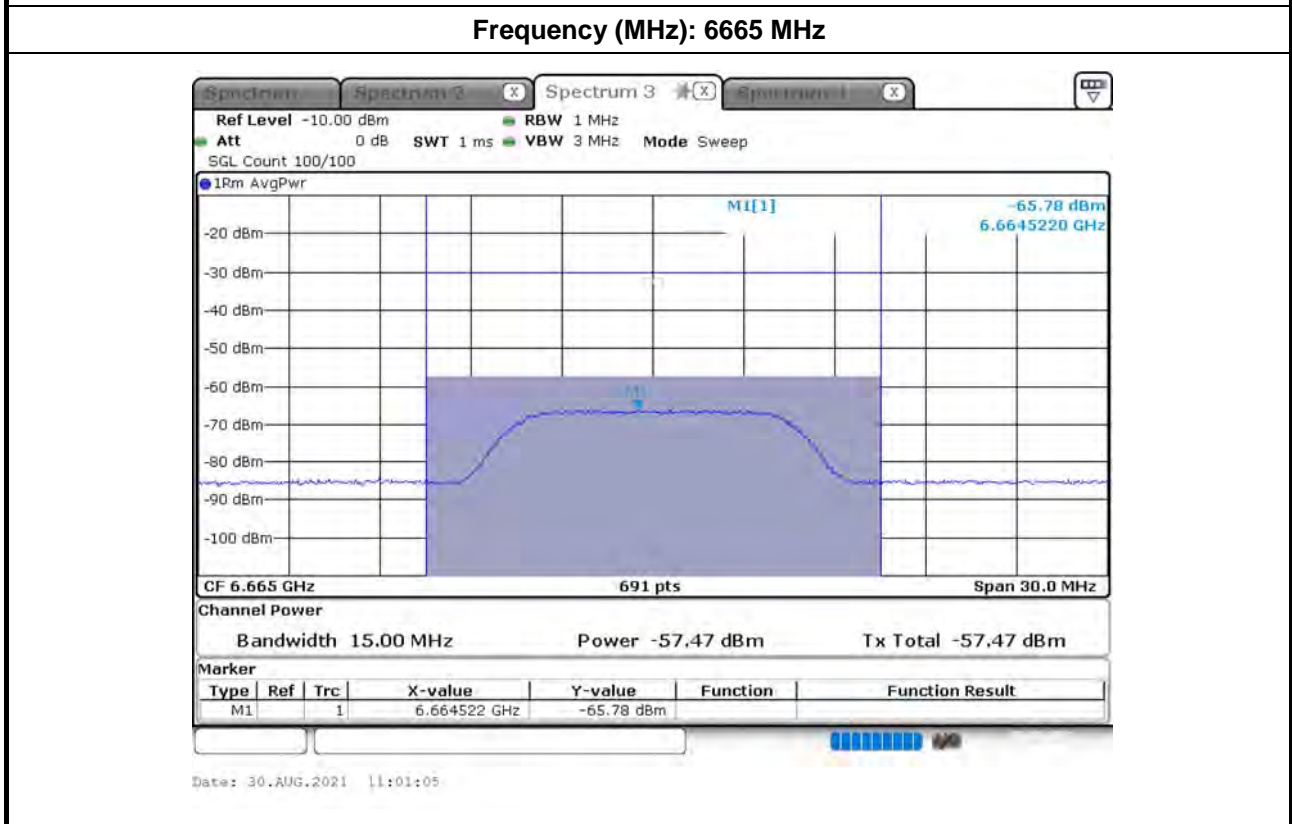 Frequency (MHz): 6665 MHz
Spectrum Spectrum 2 X Spectrum 3 X X
Ref Level -10.00 dBm RBW 1 MHz
Att 0 dB SWT 1 ms VBW 3 MHz Mode Sweep
SGL Count 100/100
1Rm AvgPwr
M1[1] -65.78 dBm
6.6645220 GHz
-20 dBm
-30 dBm
-40 dBm
-50 dBm
-60 dBm
M1
-70 dBm
-80 dBm
-90 dBm
-100 dBm
CF 6.665 GHz 691 pts Span 30.0 MHz
Channel Power
Bandwidth 15.00 MHz Power -57.47 dBm Tx Total -57.47 dBm
Marker
Type Ref Trc X-value Y-value Function Function Result
M1 1 6.664522 GHz -65.78 dBm
Date: 30.AUG.2021 11:01:05